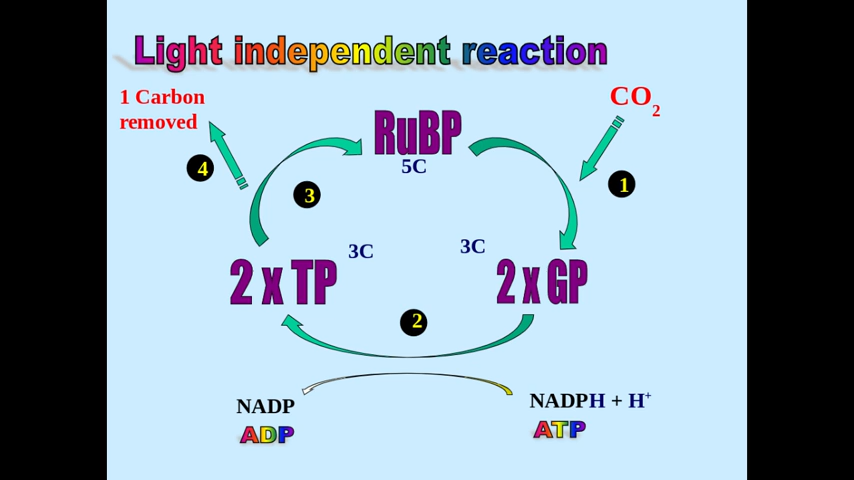 Light independent reaction
1 Carbon
removed
CO2
RuBP
5C
4
3
1
3C
3C
2 x TP
2 x GP
2
NADP
NADPH + H+
ADP
ATP